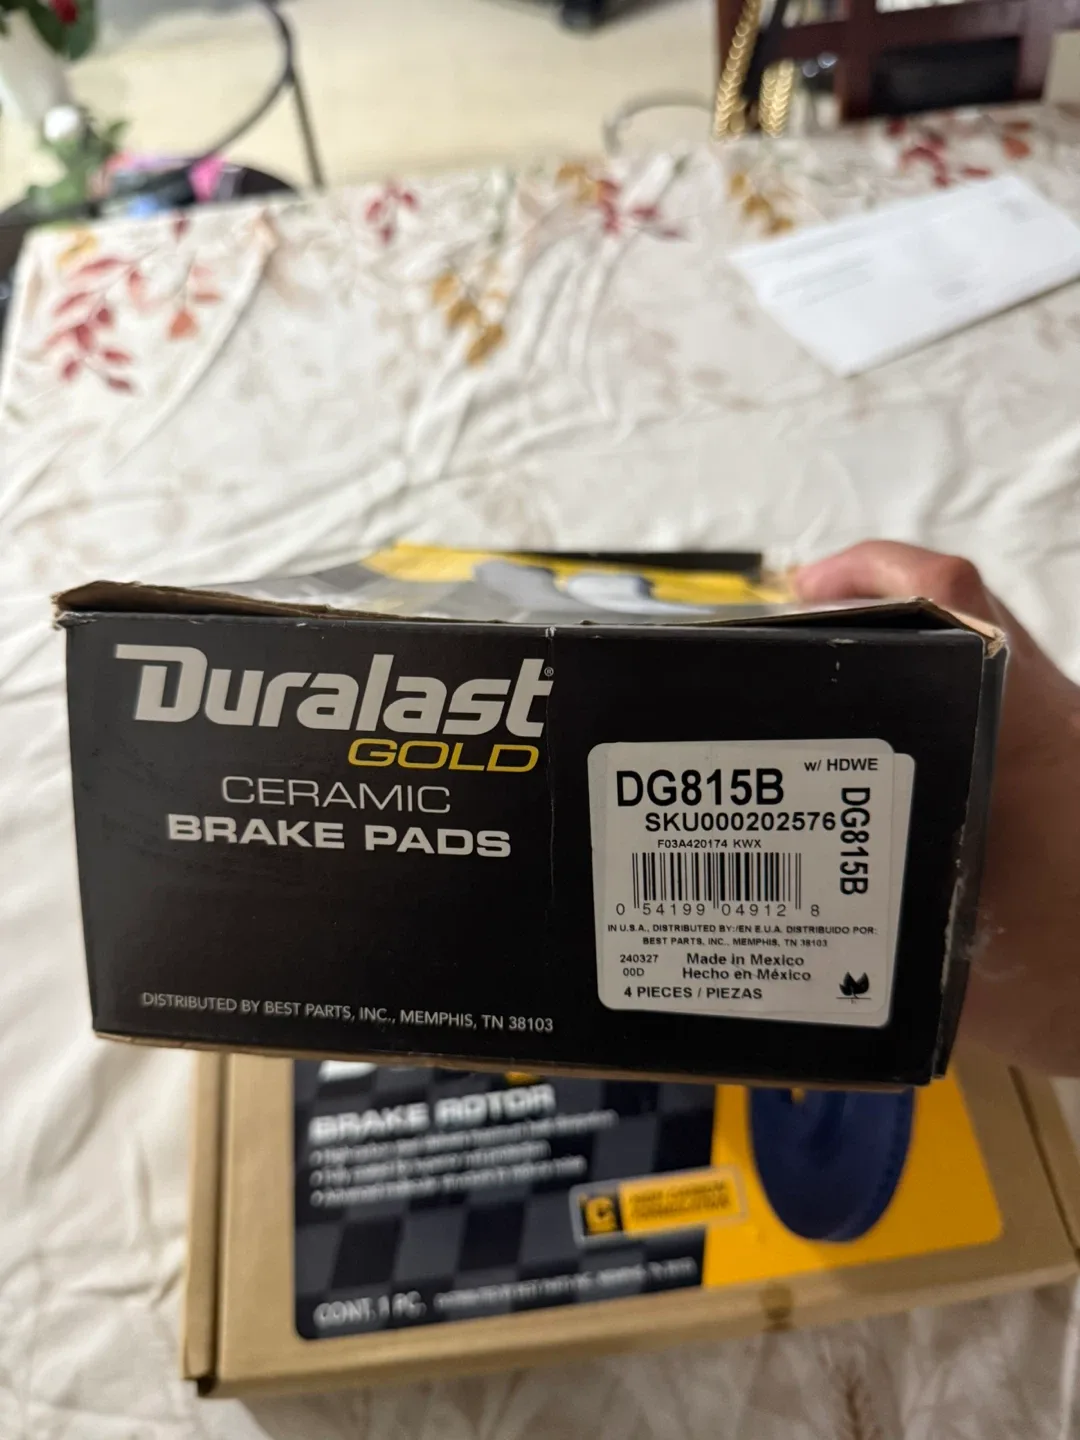 Duralast®
GOLD
CERAMIC
BRAKE PADS
DISTRIBUTED BY BEST PARTS, INC., MEMPHIS, TN 38103
w/ HDWE
DG815B
SKU000202576
F03A420174 KWX
DG815B
0 54199 04912 8
IN U.S.A., DISTRIBUTED BY:/EN E.U.A. DISTRIBUIDO POR:
BEST PARTS, INC., MEMPHIS, TN 38103
240327 Made in Mexico
00D Hecho en México
4 PIECES / PIEZAS
BRAKE ROTOR
CONT. 1 PC.